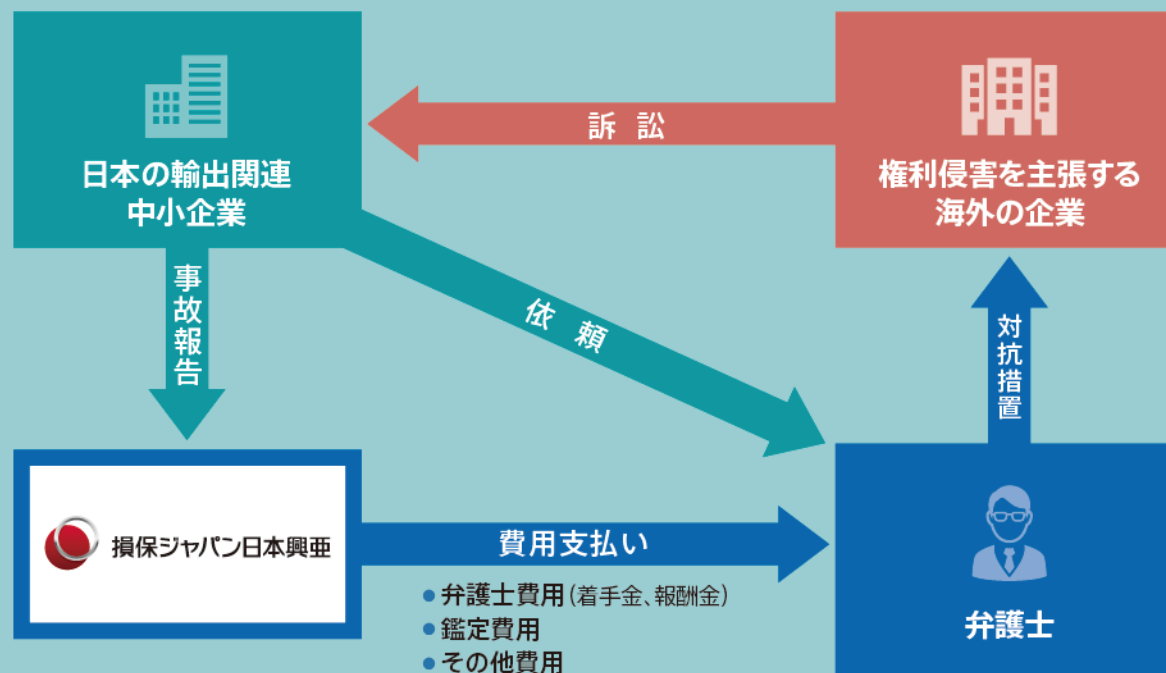 訴訟
日本の輸出関連
中小企業
権利侵害を主張する
海外の企業
事故報告
依頼
対抗措置
損保ジャパン日本興亜
費用支払い
●弁護士費用(着手金、報酬金)
●鑑定費用
●その他費用
弁護士